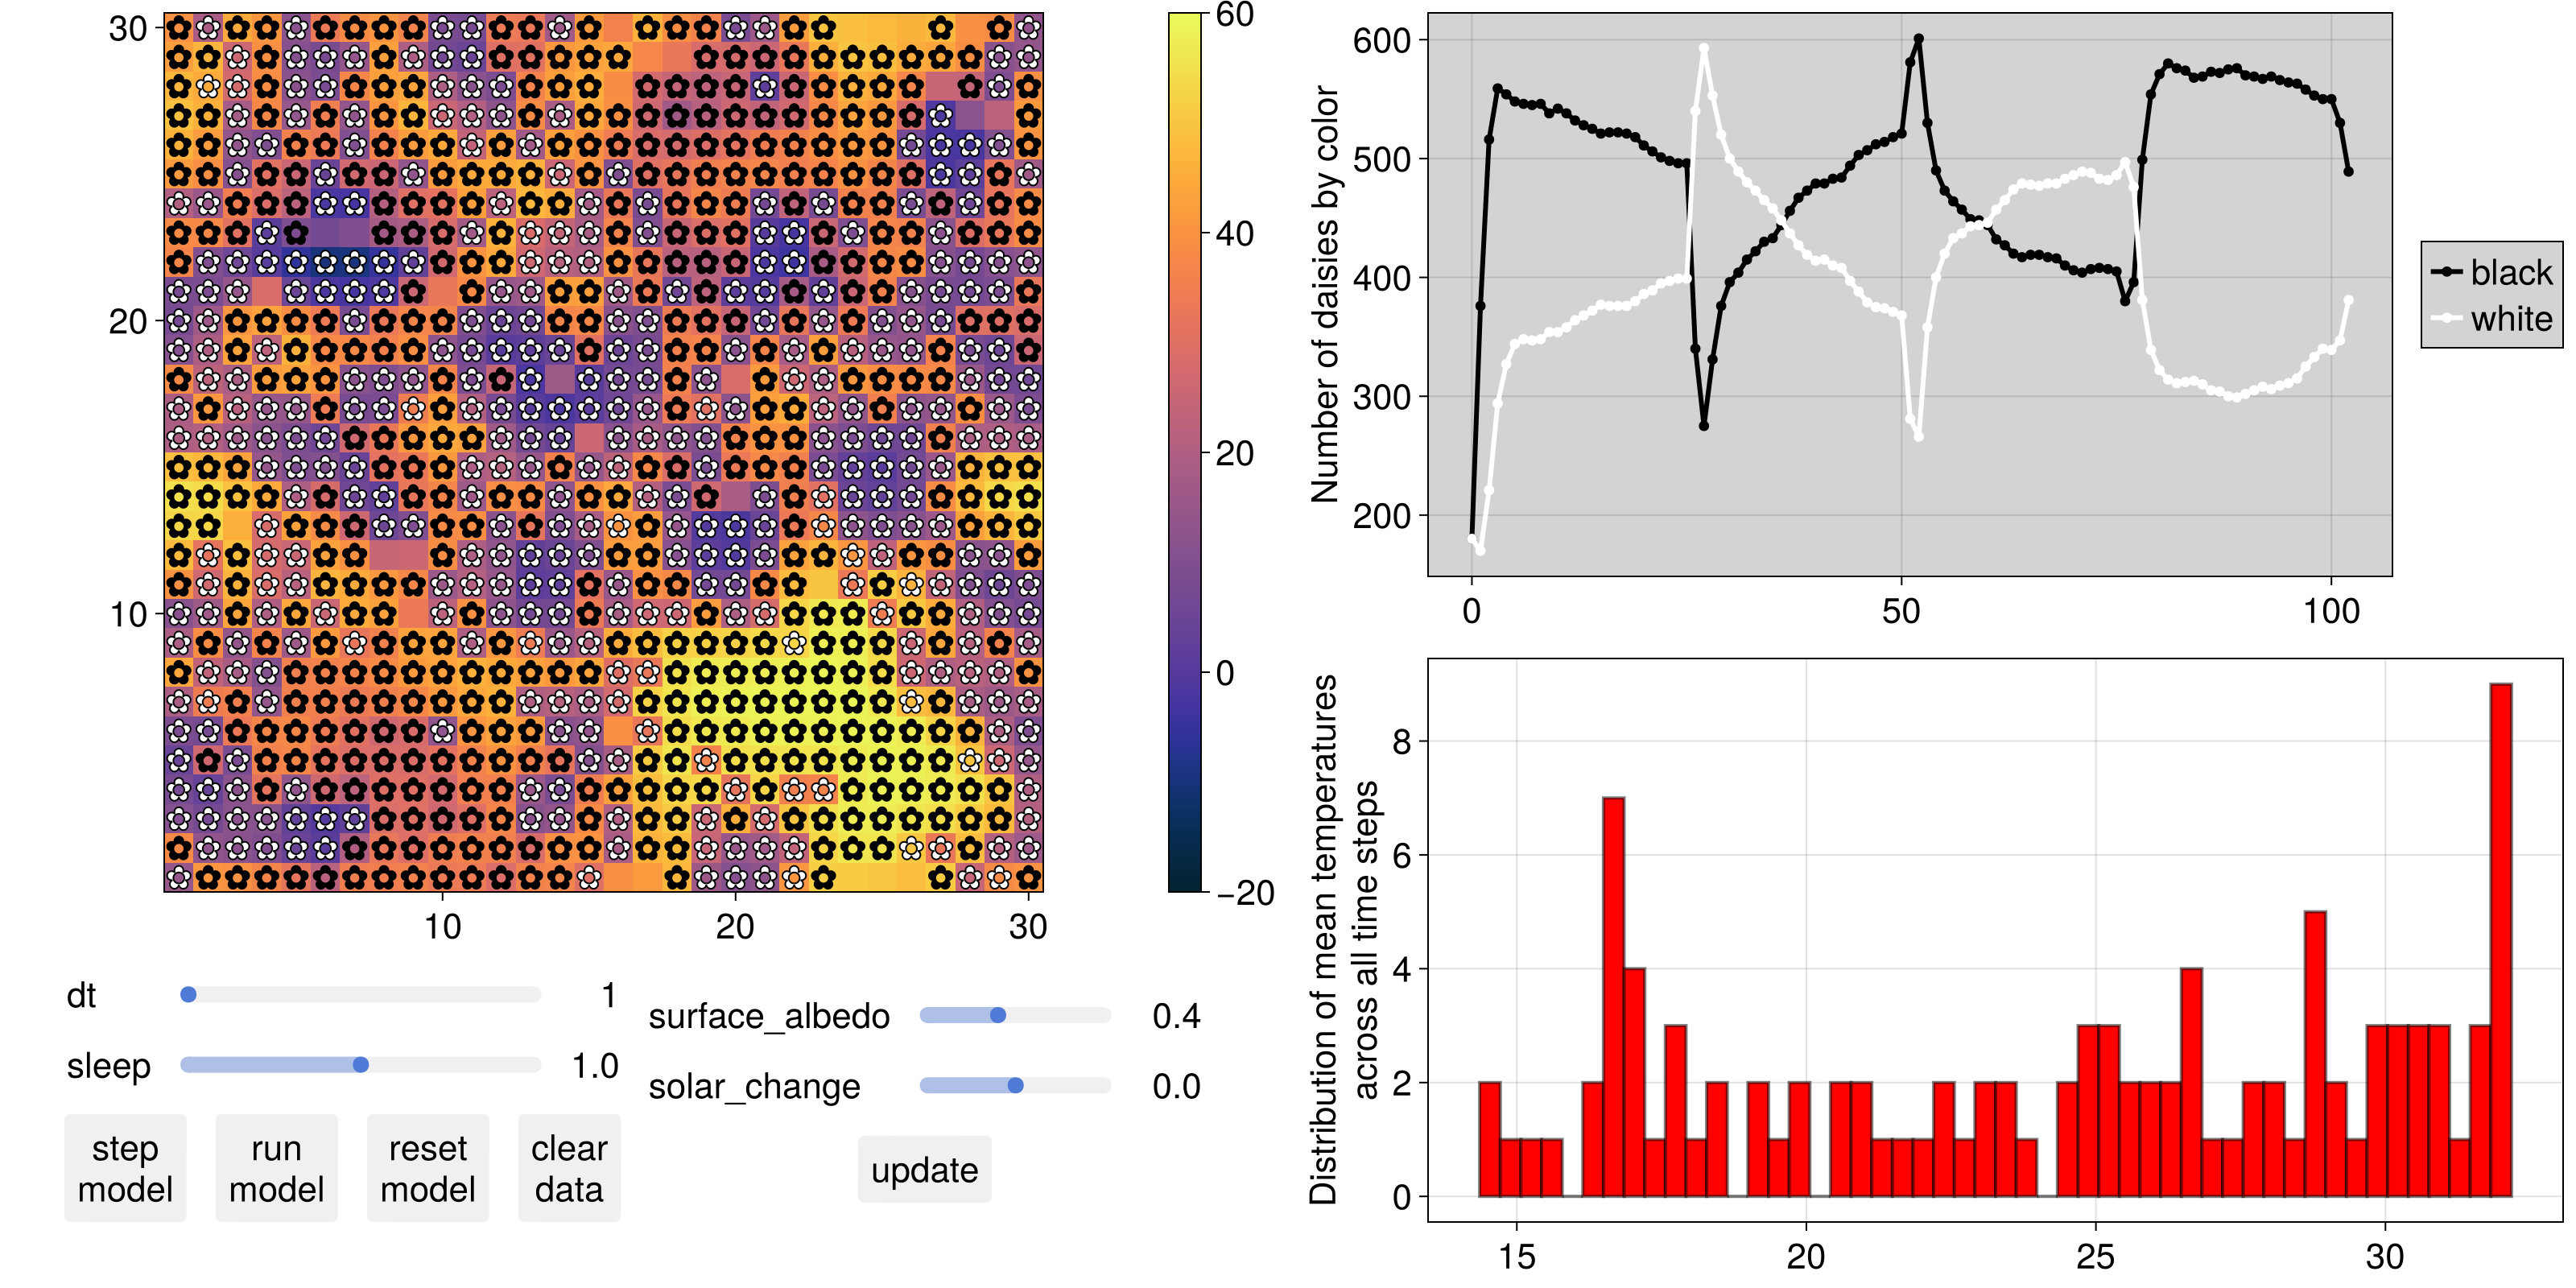 30
20
10
10
20
30
60
40
20
0
−20
Number of daisies by color
600
500
400
300
200
0
50
100
black
white
Distribution of mean temperatures
across all time steps
8
6
4
2
0
15
20
25
30
dt
1
sleep
1.0
surface_albedo
0.4
solar_change
0.0
step
model
run
model
reset
model
clear
data
update